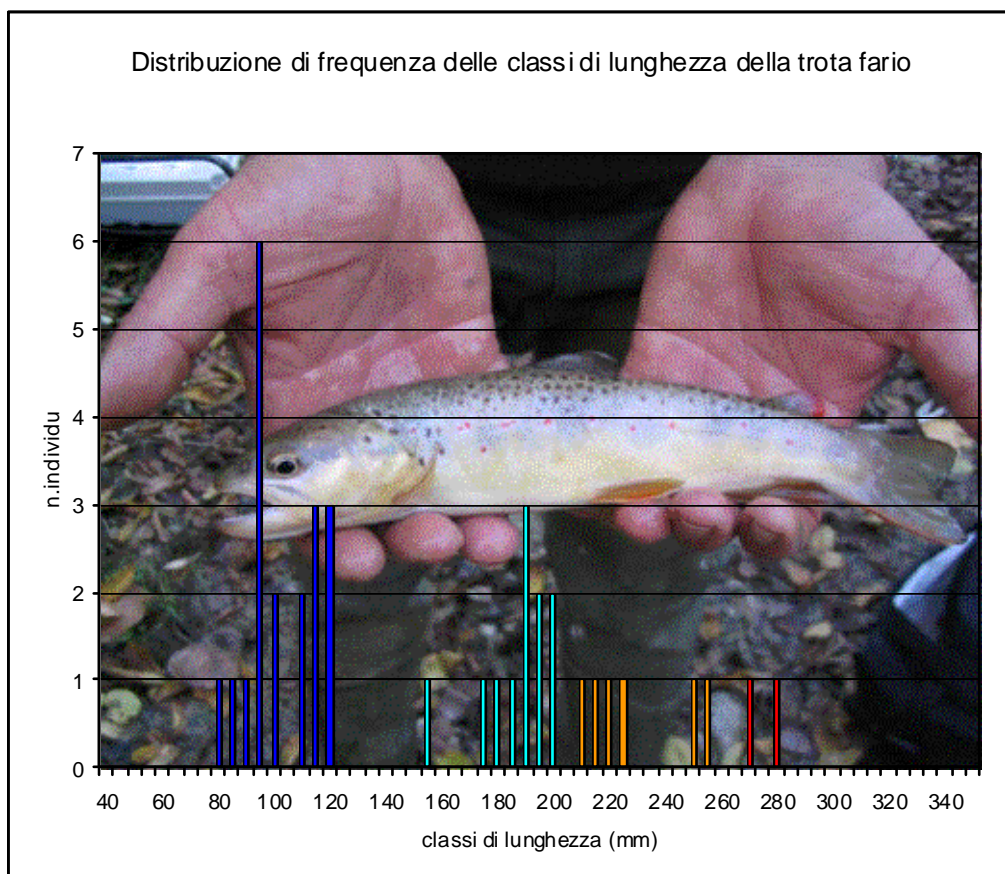 Distribuzione di frequenza delle classi di lunghezza della trota fario
7
6
5
4
3
2
1
0
n.individu
40 60 80 100 120 140 160 180 200 220 240 260 280 300 320 340
classi di lunghezza (mm)